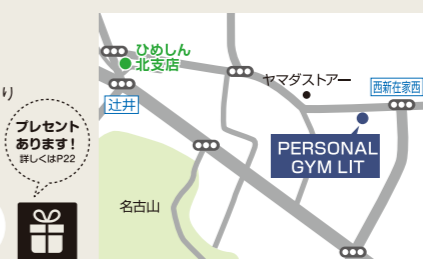 ひめしん
北支店
ヤマダストアー
西新在家西
辻井
り
プレゼント
あります!
詳しくはP22
PERSONAL
GYM LIT
名古山